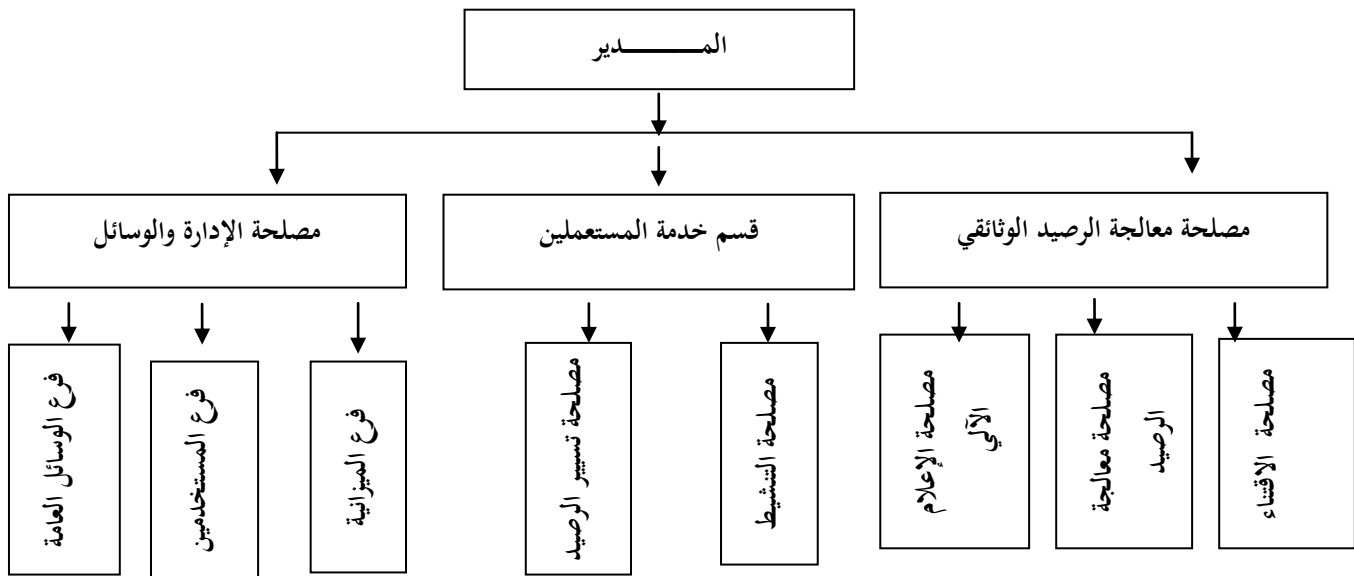 المـــــــــدير
مصلحة معالجة الرصيد الوثائقي
قسم خدمة المستعملين
مصلحة الإدارة والوسائل
مصلحة الاقتناء
مصلحة معالجة
الرصيد
مصلحة الإعلام
الآلي
مصلحة التنشيط
مصلحة تسيير الرصيد
فرع الميزانية
فرع المستخدمين
فرع الوسائل العامة